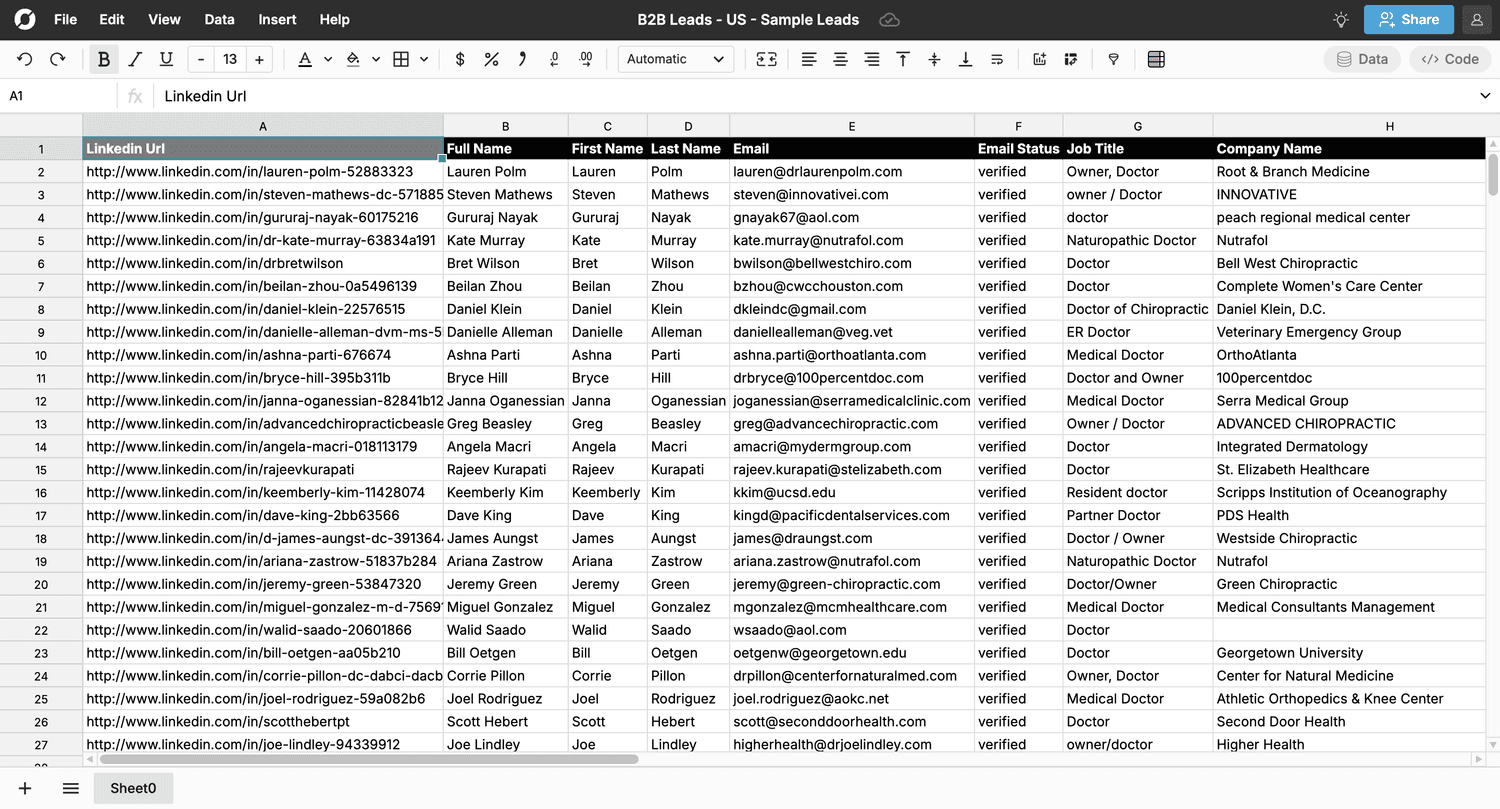 File Edit View Data Insert Help B2B Leads - US - Sample Leads Share
B I U - 13 + A $ % , .0 .00 Automatic Data </> Code
A1 fx Linkedin Url
A B C D E F G H
1 Linkedin Url Full Name First Name Last Name Email Email Status Job Title Company Name
2 http://www.linkedin.com/in/lauren-polm-52883323 Lauren Polm Lauren Polm lauren@drlaurenpolm.com verified Owner, Doctor Root & Branch Medicine
3 http://www.linkedin.com/in/steven-mathews-dc-571885 Steven Mathews Steven Mathews steven@innovativei.com verified owner / Doctor INNOVATIVE
4 http://www.linkedin.com/in/gururaj-nayak-60175216 Gururaj Nayak Gururaj Nayak gnayak67@aol.com verified doctor peach regional medical center
5 http://www.linkedin.com/in/dr-kate-murray-63834a191 Kate Murray Kate Murray kate.murray@nutrafol.com verified Naturopathic Doctor Nutrafol
6 http://www.linkedin.com/in/drbretwilson Bret Wilson Bret Wilson bwilson@bellwestchiro.com verified Doctor Bell West Chiropractic
7 http://www.linkedin.com/in/beilan-zhou-0a5496139 Beilan Zhou Beilan Zhou bzhou@cwcchouston.com verified Doctor Complete Women's Care Center
8 http://www.linkedin.com/in/daniel-klein-22576515 Daniel Klein Daniel Klein dkleindc@gmail.com verified Doctor of Chiropractic Daniel Klein, D.C.
9 http://www.linkedin.com/in/danielle-alleman-dvm-ms-5 Danielle Alleman Danielle Alleman daniellealleman@veg.vet verified ER Doctor Veterinary Emergency Group
10 http://www.linkedin.com/in/ashna-parti-676674 Ashna Parti Ashna Parti ashna.parti@orthoatlanta.com verified Medical Doctor OrthoAtlanta
11 http://www.linkedin.com/in/bryce-hill-395b311b Bryce Hill Bryce Hill drbryce@100percentdoc.com verified Doctor and Owner 100percentdoc
12 http://www.linkedin.com/in/janna-oganessian-82841b12 Janna Oganessian Janna Oganessian joganessian@serramedicalclinic.com verified Medical Doctor Serra Medical Group
13 http://www.linkedin.com/in/advancedchiropracticbeasle Greg Beasley Greg Beasley greg@advancechiropractic.com verified Owner / Doctor ADVANCED CHIROPRACTIC
14 http://www.linkedin.com/in/angela-macri-018113179 Angela Macri Angela Macri amacri@mydermgroup.com verified Doctor Integrated Dermatology
15 http://www.linkedin.com/in/rajeevkurapati Rajeev Kurapati Rajeev Kurapati rajeev.kurapati@stelizabeth.com verified Doctor St. Elizabeth Healthcare
16 http://www.linkedin.com/in/keemberly-kim-11428074 Keemberly Kim Keemberly Kim kkim@ucsd.edu verified Resident doctor Scripps Institution of Oceanography
17 http://www.linkedin.com/in/dave-king-2bb63566 Dave King Dave King kingd@pacificdentalservices.com verified Partner Doctor PDS Health
18 http://www.linkedin.com/in/d-james-aungst-dc-391364 James Aungst James Aungst james@draungst.com verified Doctor / Owner Westside Chiropractic
19 http://www.linkedin.com/in/ariana-zastrow-51837b284 Ariana Zastrow Ariana Zastrow ariana.zastrow@nutrafol.com verified Naturopathic Doctor Nutrafol
20 http://www.linkedin.com/in/jeremy-green-53847320 Jeremy Green Jeremy Green jeremy@green-chiropractic.com verified Doctor/Owner Green Chiropractic
21 http://www.linkedin.com/in/miguel-gonzalez-m-d-7569 Miguel Gonzalez Miguel Gonzalez mgonzalez@mcmhealthcare.com verified Medical Doctor Medical Consultants Management
22 http://www.linkedin.com/in/walid-saado-20601866 Walid Saado Walid Saado wsaado@aol.com verified Doctor
23 http://www.linkedin.com/in/bill-oetgen-aa05b210 Bill Oetgen Bill Oetgen oetgenw@georgetown.edu verified Doctor Georgetown University
24 http://www.linkedin.com/in/corrie-pillon-dc-dabci-dacb Corrie Pillon Corrie Pillon drpillon@centerfornaturalmed.com verified Owner, Doctor Center for Natural Medicine
25 http://www.linkedin.com/in/joel-rodriguez-59a082b6 Joel Rodriguez Joel Rodriguez joel.rodriguez@aokc.net verified Medical Doctor Athletic Orthopedics & Knee Center
26 http://www.linkedin.com/in/scotthebertpt Scott Hebert Scott Hebert scott@seconddoorhealth.com verified Doctor Second Door Health
27 http://www.linkedin.com/in/joe-lindley-94339912 Joe Lindley Joe Lindley higherhealth@drjoelindley.com verified owner/doctor Higher Health
+ Sheet0